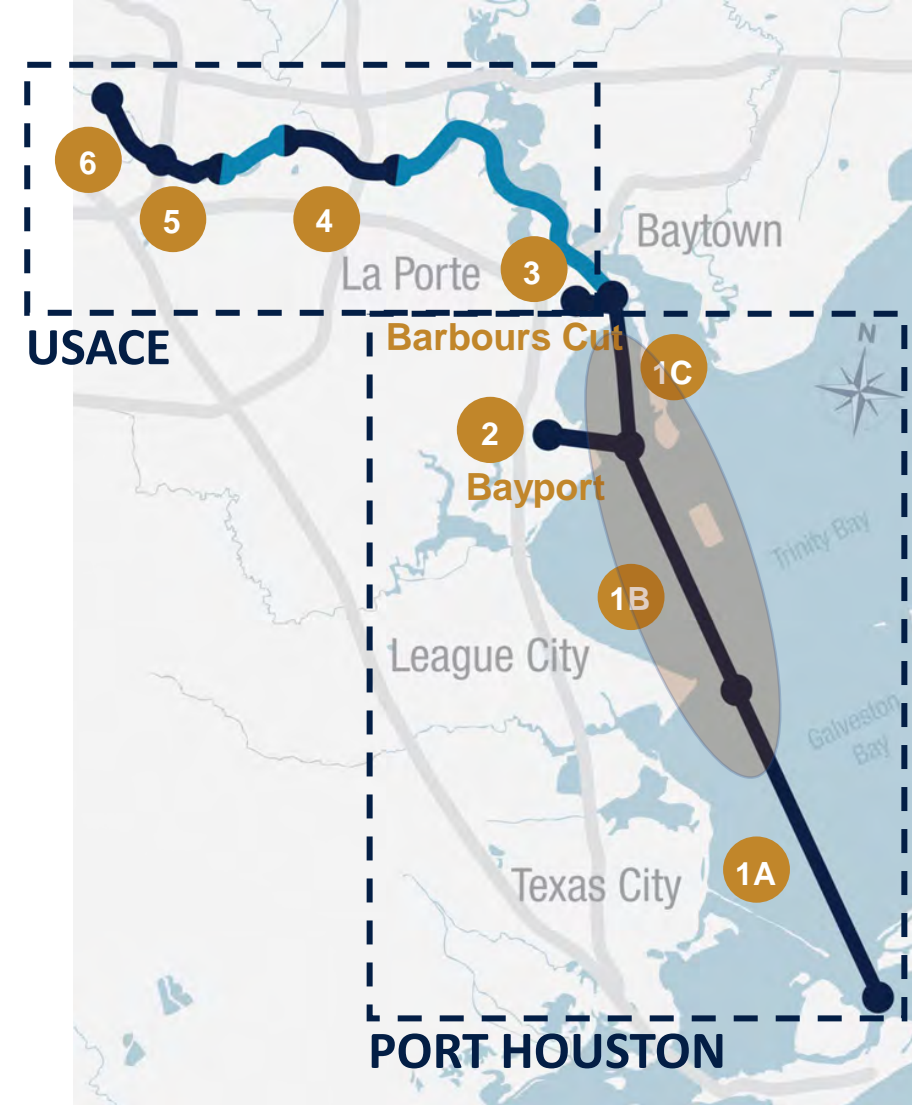 6
5
4
Baytown
La Porte
3
USACE
Barbours Cut
N
1C
2
Bayport
Trinity Bay
1B
League City
Galveston
Bay
1A
Texas City
PORT HOUSTON